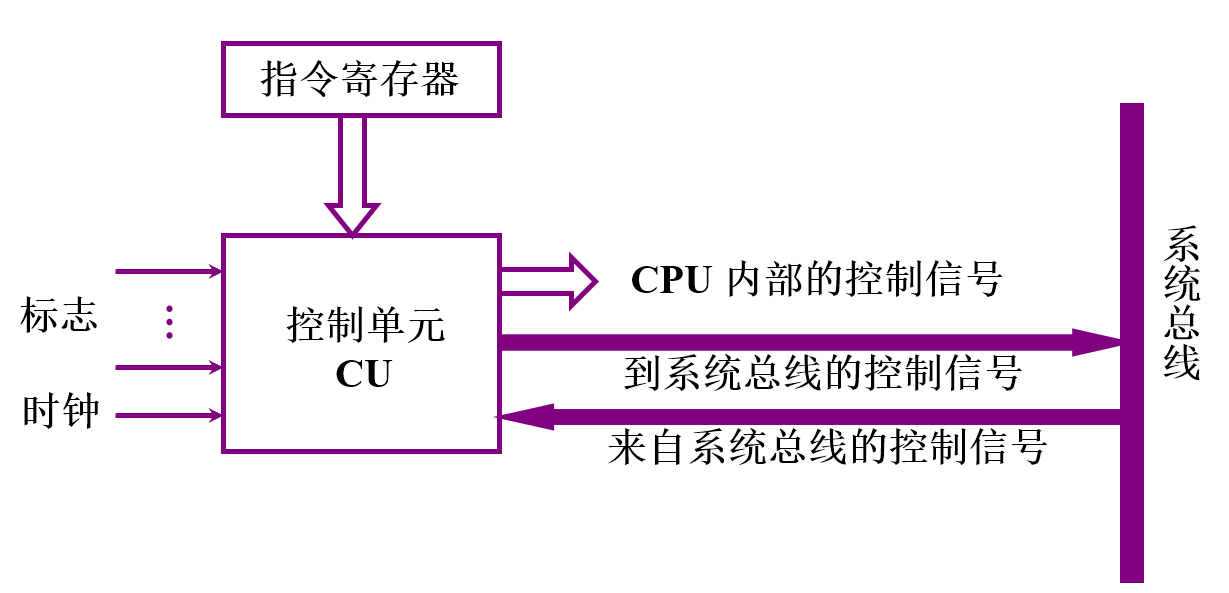 指令寄存器
标志
时钟
控制单元
CU
CPU 内部的控制信号
到系统总线的控制信号
来自系统总线的控制信号
系统总线